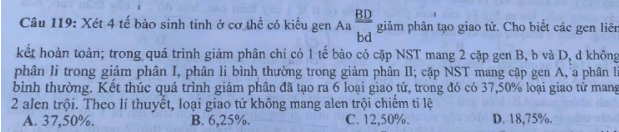 Câu 119: Xét 4 tế bào sinh tinh ở cơ thể có kiểu gen Aa BD/bd giảm phân tạo giao tử. Cho biết các gen liên
kết hoàn toàn; trong quá trình giảm phân chỉ có 1 tế bào có cặp NST mang 2 cặp gen B, b và D, d không
phân li trong giảm phân I, phân li bình thường trong giảm phân II; cặp NST mang cặp gen A, a phân li
bình thường. Kết thúc quá trình giảm phân đã tạo ra 6 loại giao tử, trong đó có 37,50% loại giao tử mang
2 alen trội. Theo lí thuyết, loại giao tử không mang alen trội chiếm tỉ lệ
A. 37,50%. B. 6,25%. C. 12,50%. D. 18,75%.